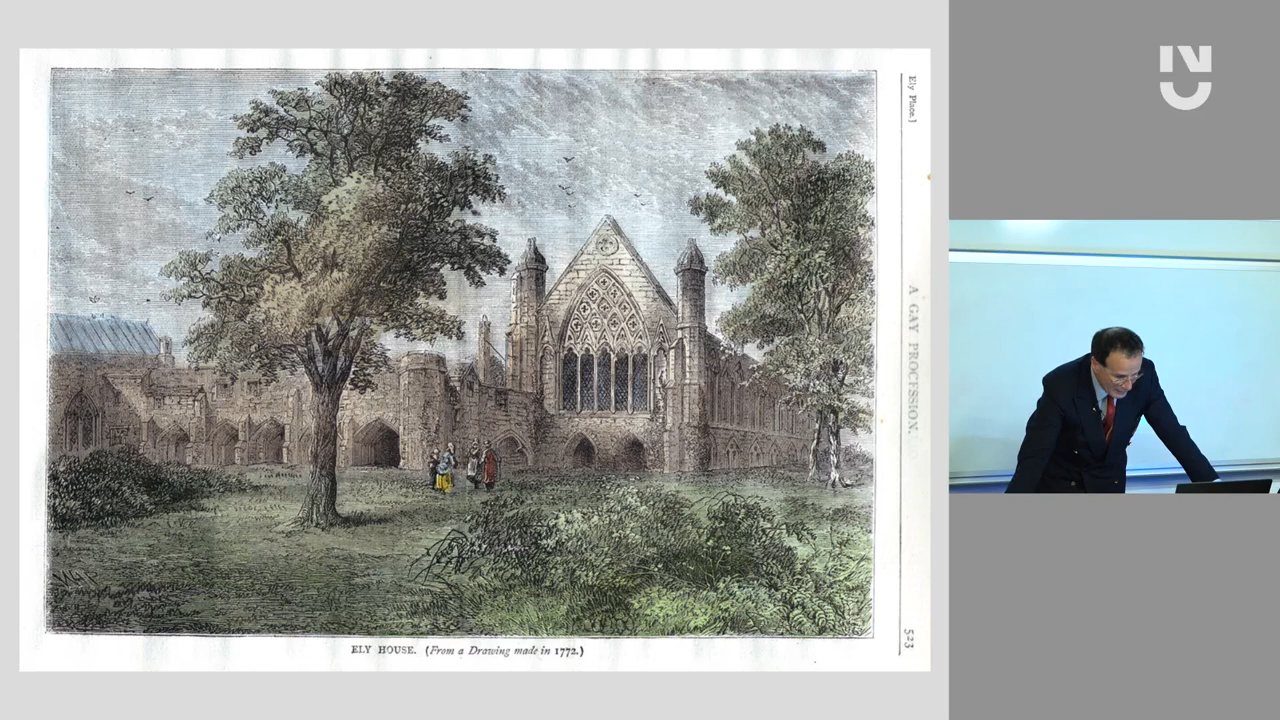 Ely Place.]
A GAY PROCESSION.
523
ELY HOUSE. (From a Drawing made in 1772.)